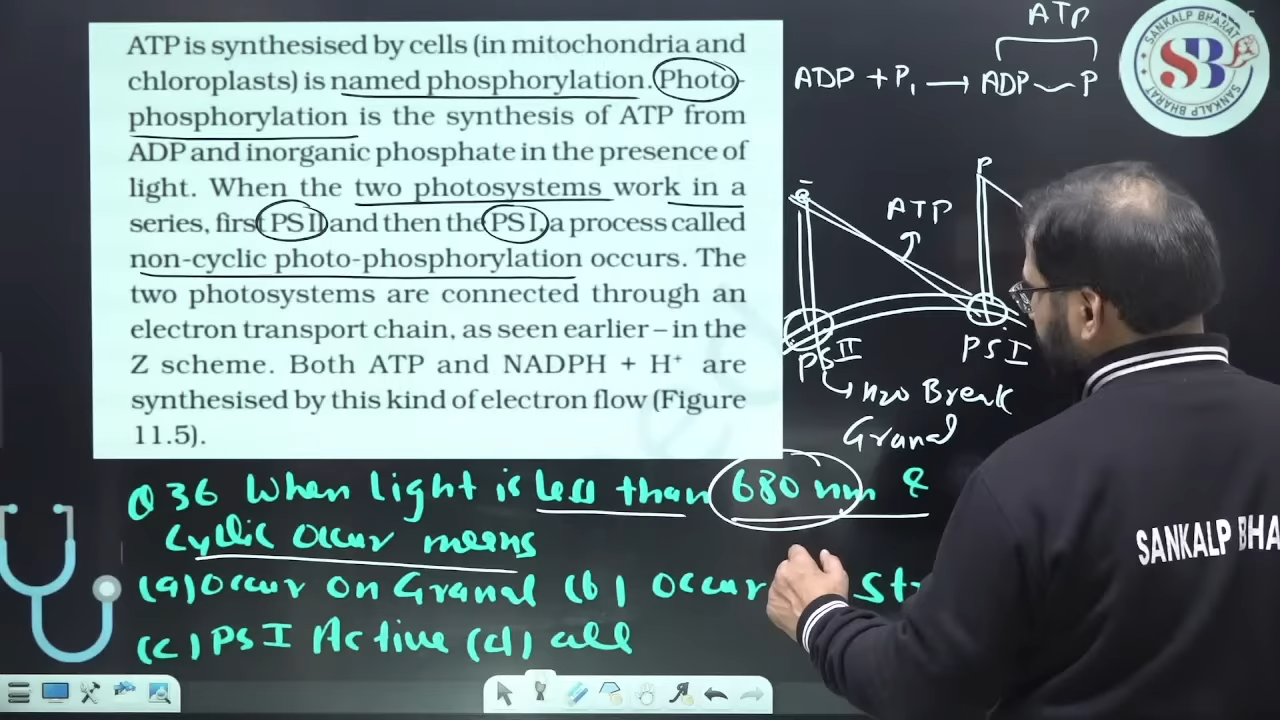 ATP is synthesised by cells (in mitochondria and
chloroplasts) is named phosphorylation. Photo-
phosphorylation is the synthesis of ATP from
ADP and inorganic phosphate in the presence of
light. When the two photosystems work in a
series, first PS II and then the PS I, a process called
non-cyclic photo-phosphorylation occurs. The
two photosystems are connected through an
electron transport chain, as seen earlier – in the
Z scheme. Both ATP and NADPH + H⁺ are
synthesised by this kind of electron flow (Figure
11.5).
ATP
ADP + Pi → ADP ~ P
SANKALP BHARAT
SB
SANKALP BHARAT
ATP
P
PS II
PS I
H2O Break
Granal
Q 36 When light is less than 680 nm &
Cyclic Occur means
(a) Occur on Granal (b) Occur
(c) PS I Active (d) all
SANKALP BHA